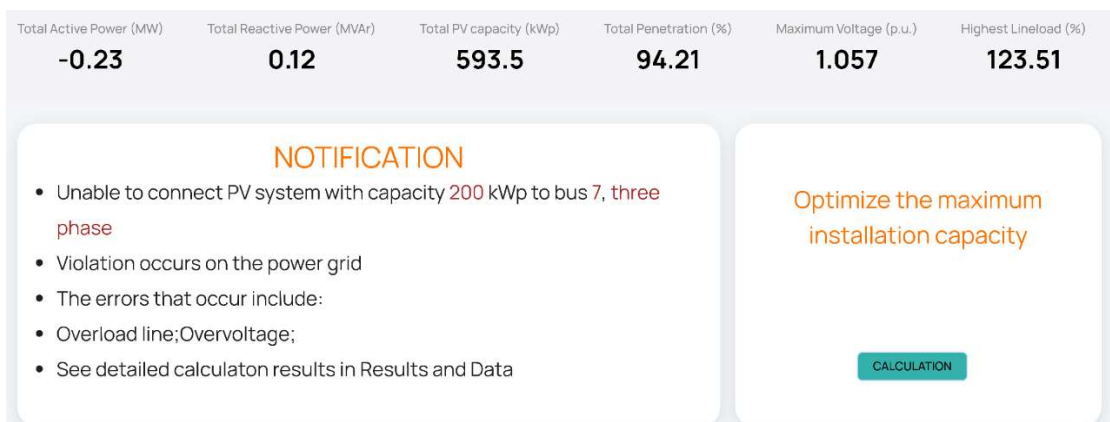 Total Active Power (MW) Total Reactive Power (MVAr) Total PV capacity (kWp) Total Penetration (%) Maximum Voltage (p.u.) Highest Lineload (%)
-0.23 0.12 593.5 94.21 1.057 123.51
NOTIFICATION
• Unable to connect PV system with capacity 200 kWp to bus 7, three
phase
• Violation occurs on the power grid
• The errors that occur include:
• Overload line;Overvoltage;
• See detailed calculaton results in Results and Data
Optimize the maximum
installation capacity
CALCULATION